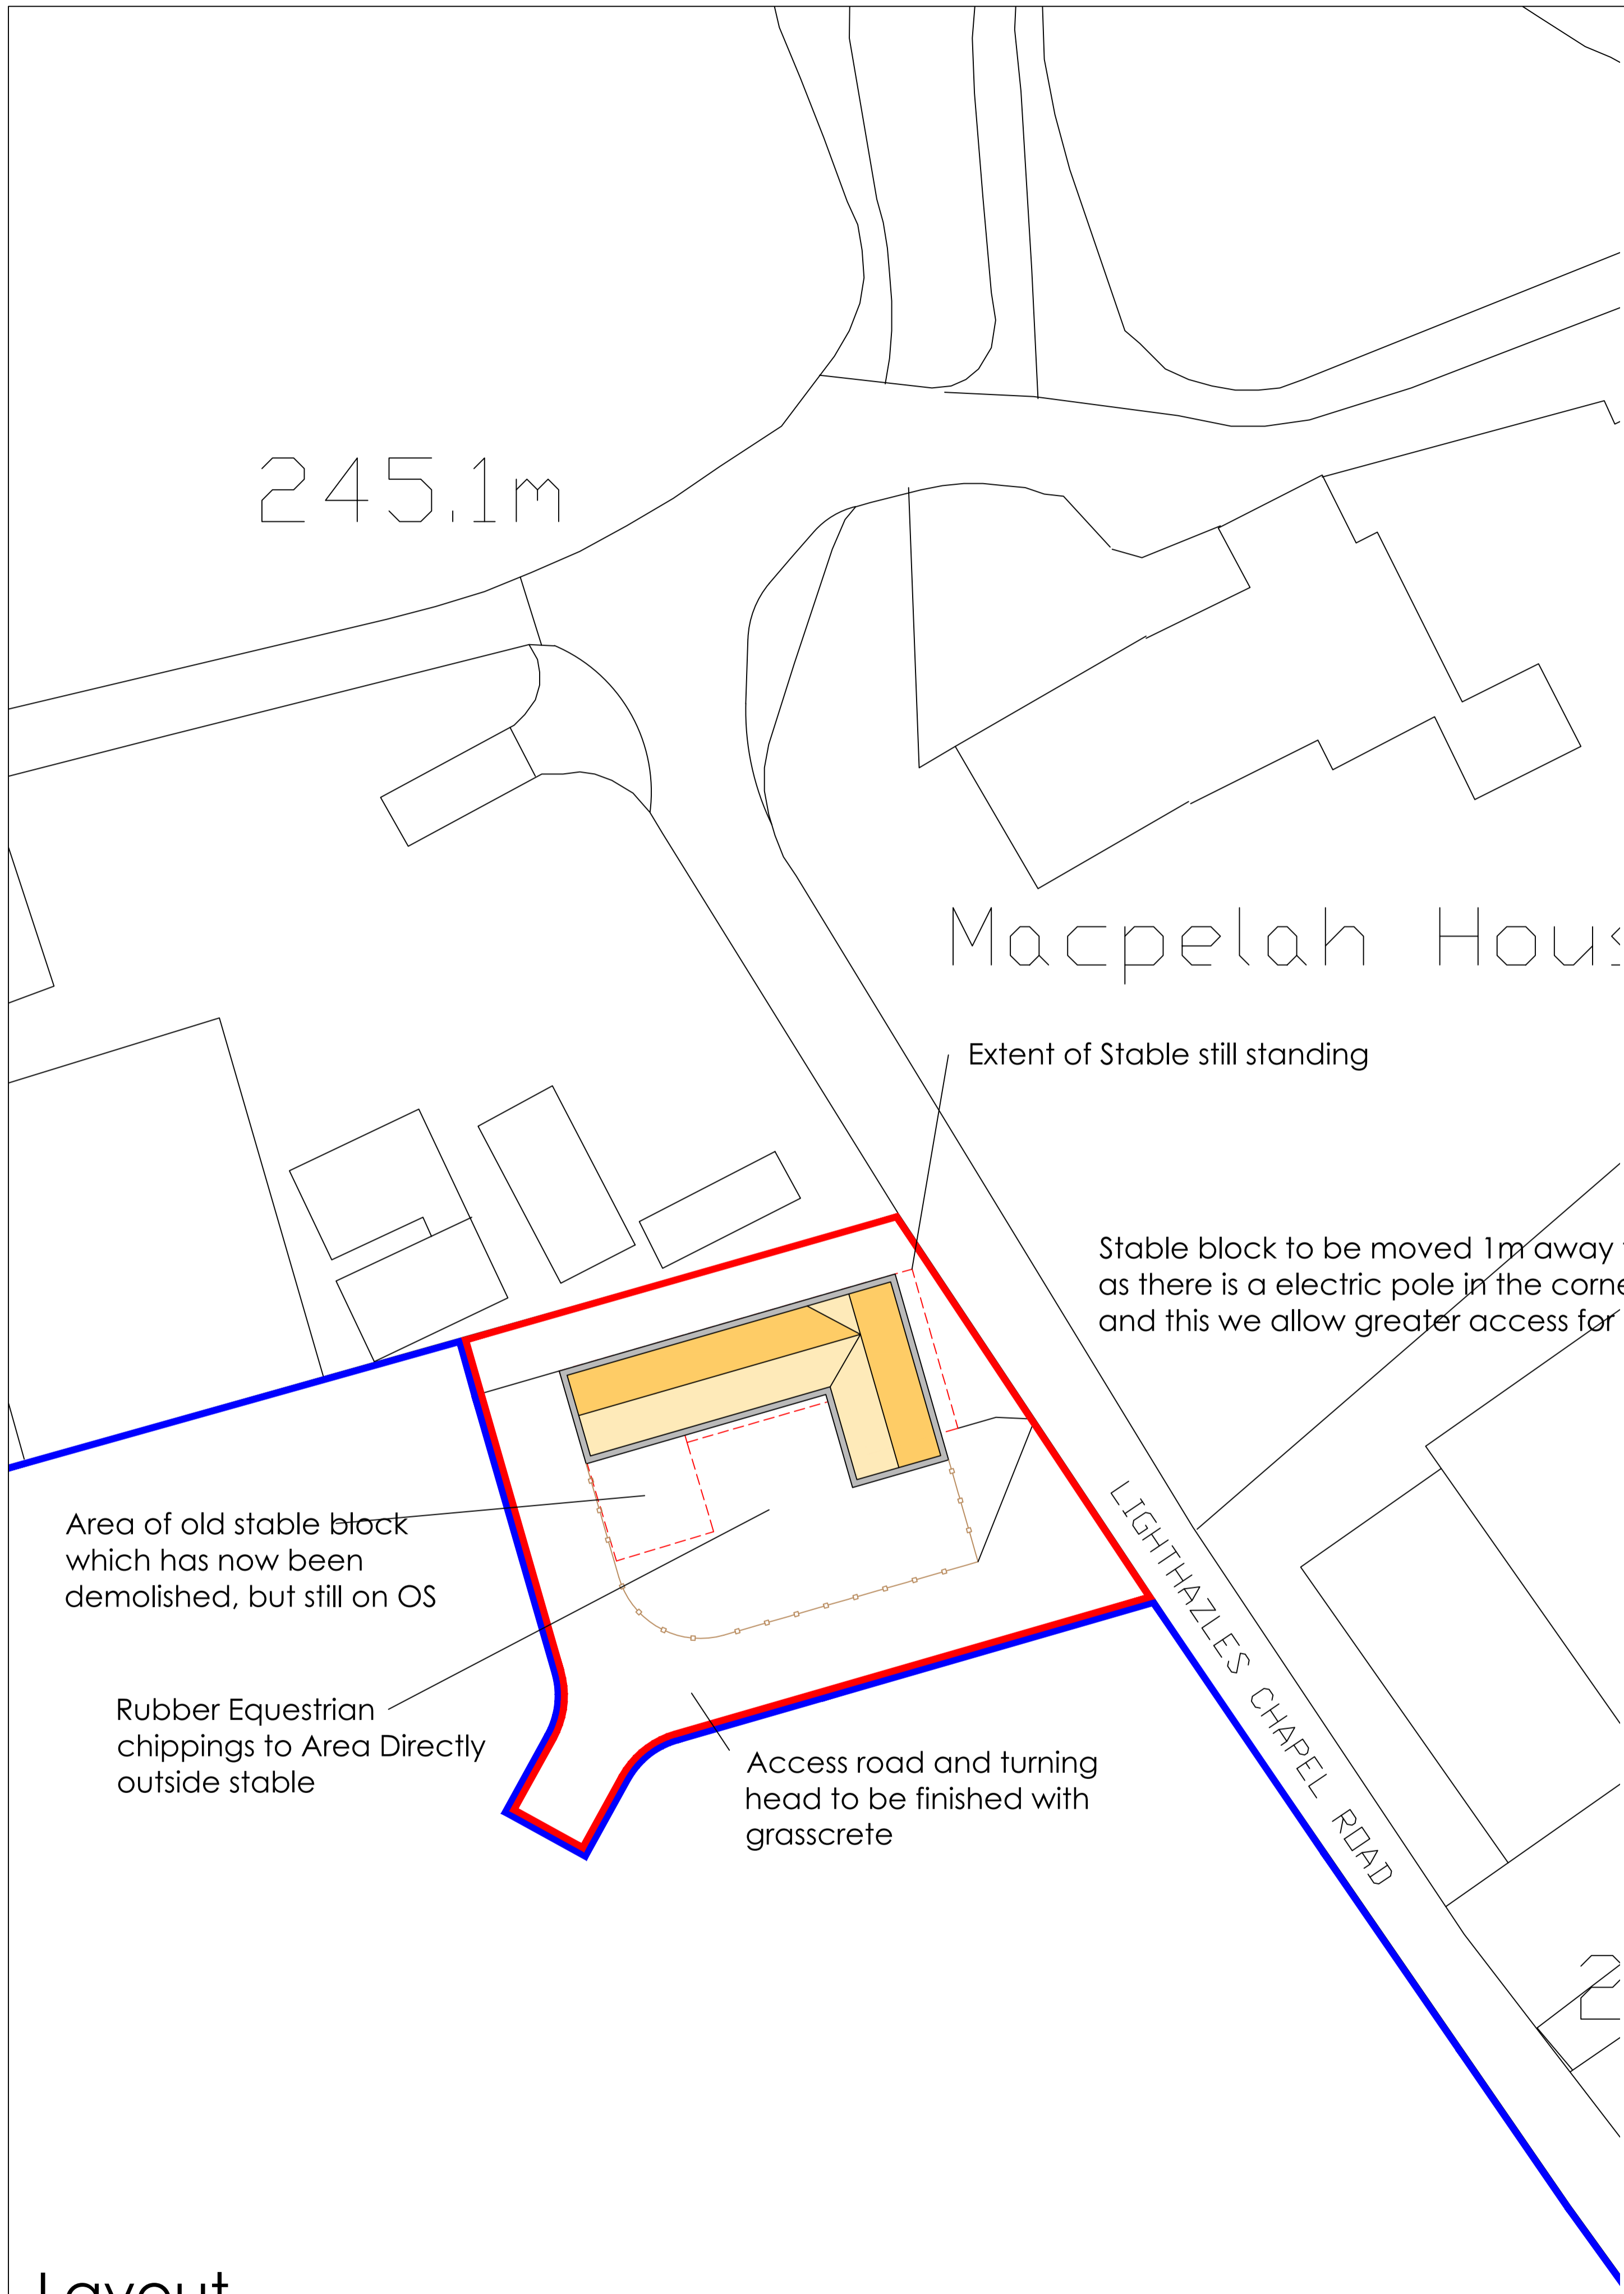 245.1m
Macpelah Hous
Extent of Stable still standing
Stable block to be moved 1m away
as there is a electric pole in the corne
and this we allow greater access for
LIGHTHAZLES CHAPEL ROAD
Area of old stable block
which has now been
demolished, but still on OS
Rubber Equestrian
chippings to Area Directly
outside stable
Access road and turning
head to be finished with
grasscrete
2
Layout